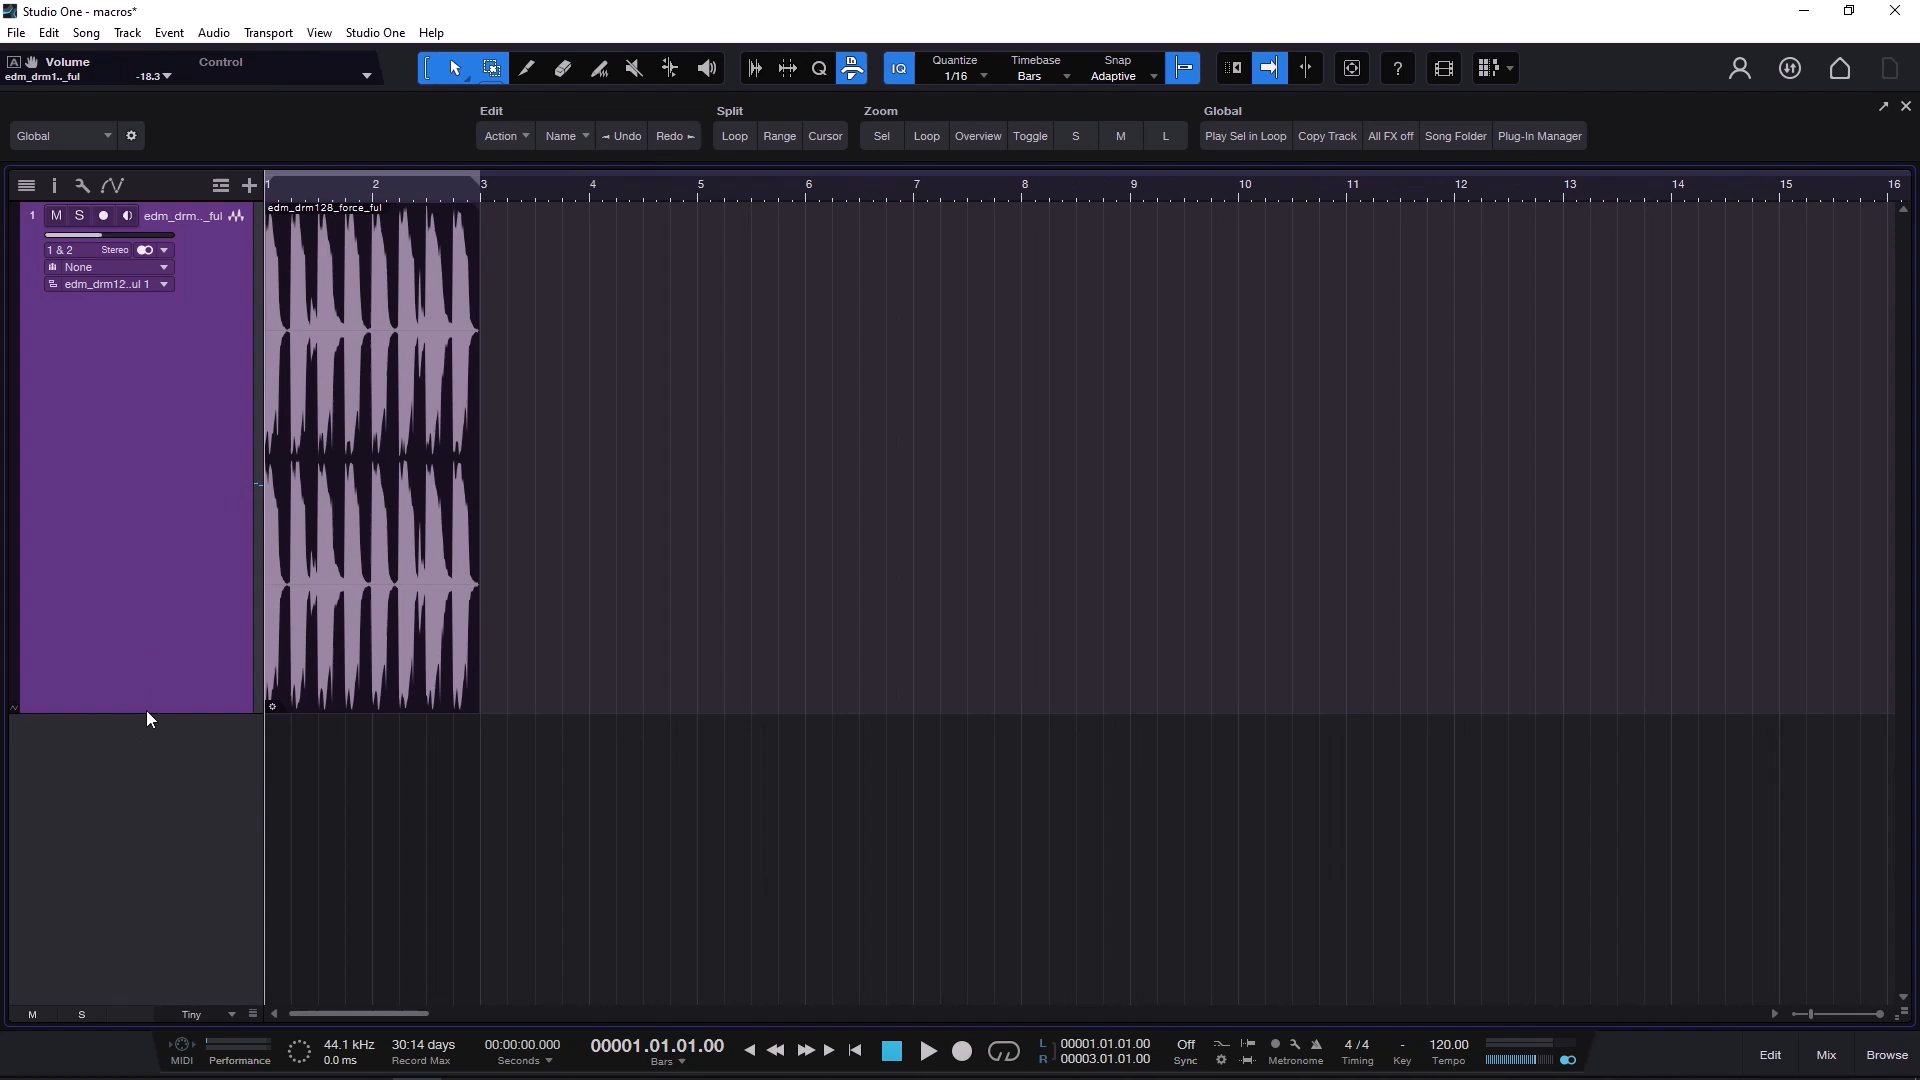 Studio One - macros*
File Edit Song Track Event Audio Transport View Studio One Help
A Volume Control
edm_drm1.._ful -18.3
IQ
Quantize Timebase Snap
1/16 Bars Adaptive
?
Edit Split Zoom Global
Global
Action Name Undo Redo Loop Range Cursor Sel Loop Overview Toggle S M L Play Sel in Loop Copy Track All FX off Song Folder Plug-In Manager
1 2 3 4 5 6 7 8 9 10 11 12 13 14 15 16
1 M S edm_drm.._ful
edm_drm128_force_ful
1 & 2 Stereo
None
edm_drm12..ul 1
M S Tiny
MIDI
Performance
44.1 kHz
0.0 ms
30:14 days
Record Max
00:00:00.000
Seconds
00001.01.01.00
Bars
L 00001.01.01.00
R 00003.01.01.00
Off
Sync
Metronome
4 / 4
Timing
-
Key
120.00
Tempo
Edit Mix Browse